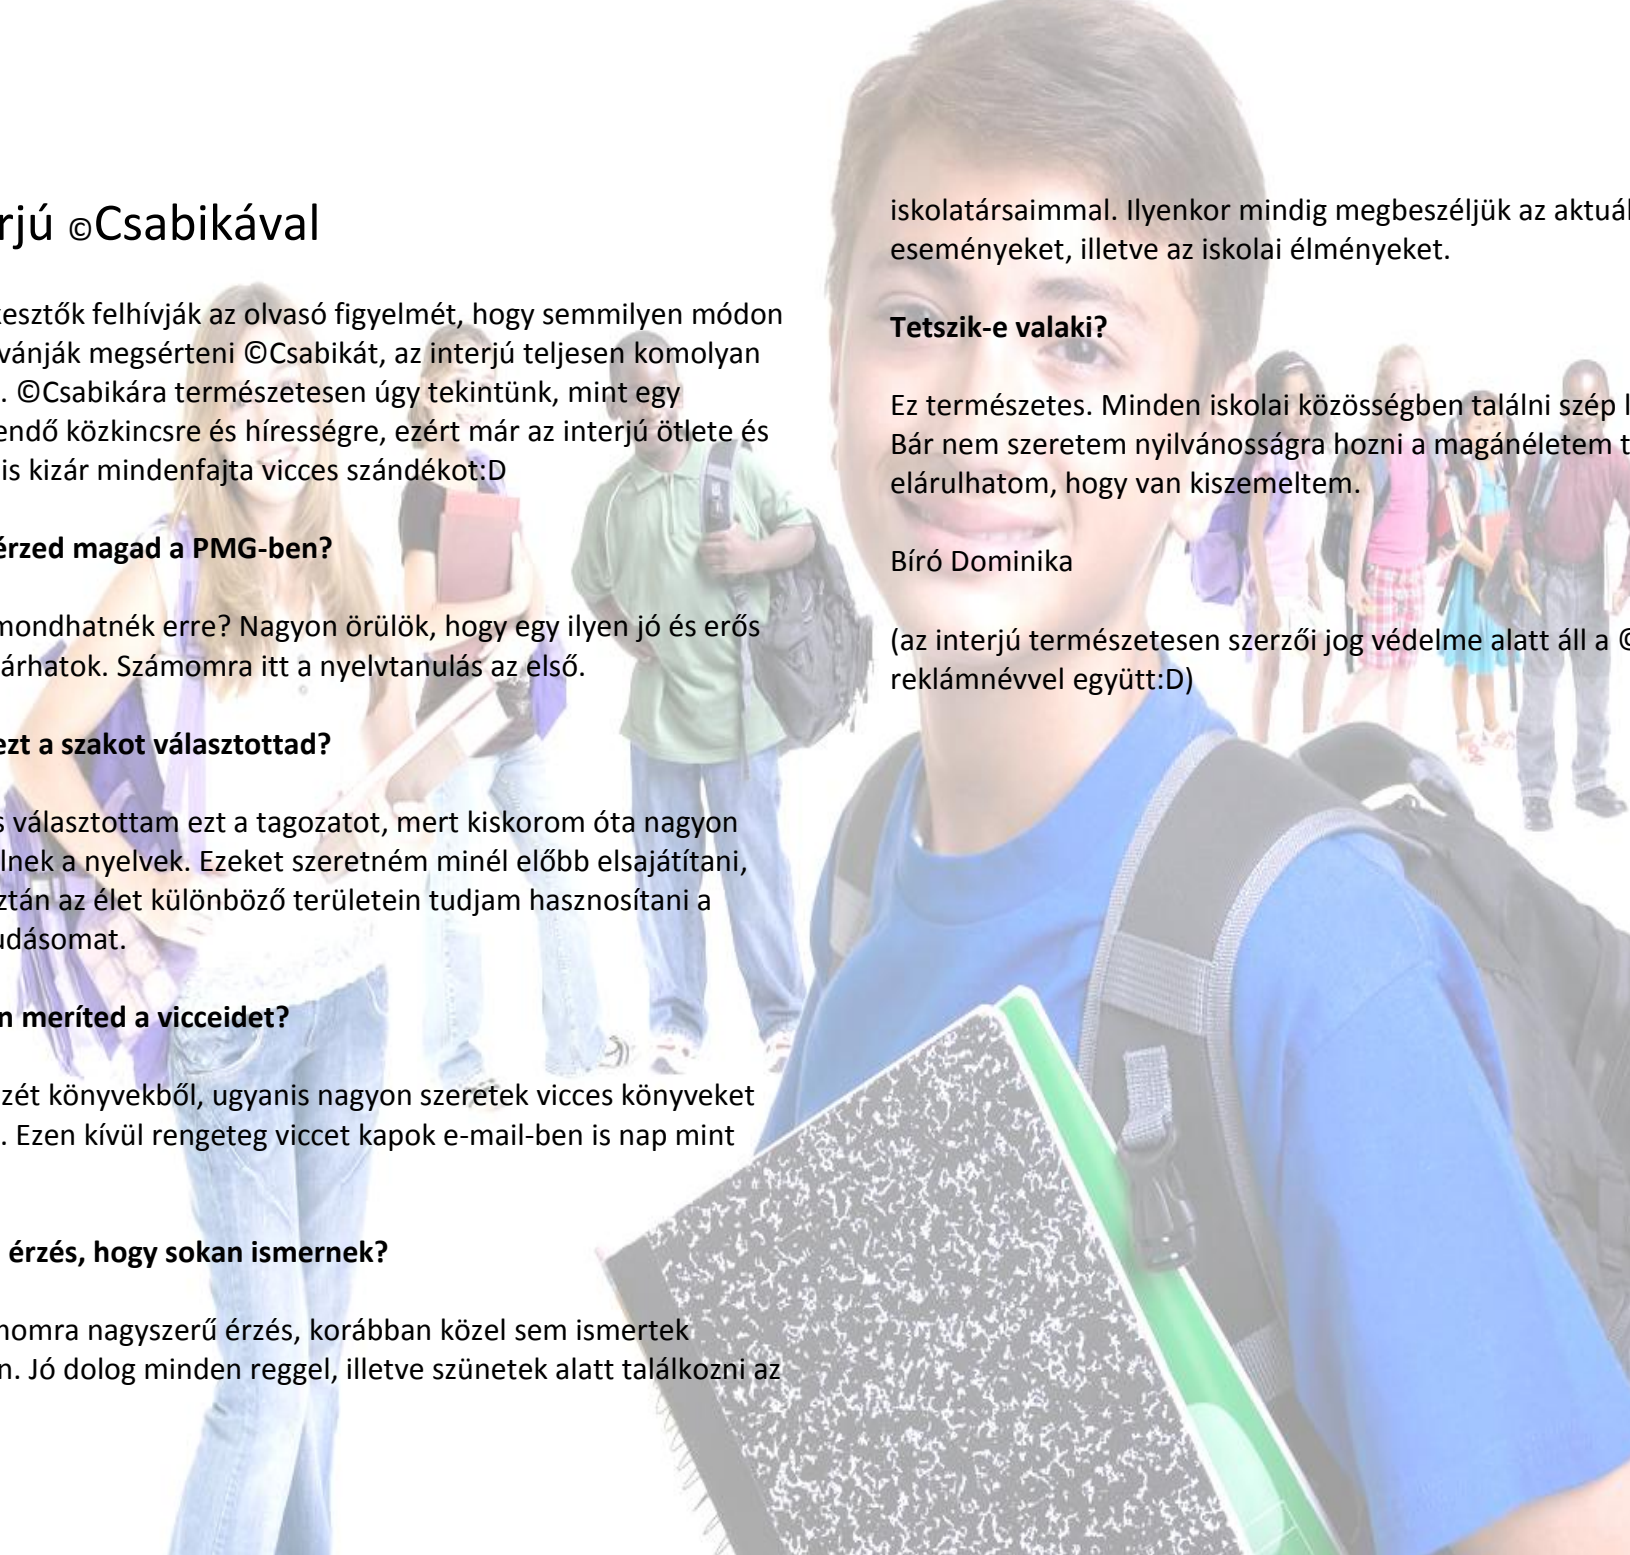 rjú ©Csabikával
esztők felhívják az olvasó figyelmét, hogy semmilyen módon
vánják megsérteni ©Csabikát, az interjú teljesen komolyan
. ©Csabikára természetesen úgy tekintünk, mint egy
endő közkincsre és hírességre, ezért már az interjú ötlete és
is kizár mindenfajta vicces szándékot:D
érzed magad a PMG-ben?
mondhatnék erre? Nagyon örülök, hogy egy ilyen jó és erős
árhatok. Számomra itt a nyelvtanulás az első.
ezt a szakot választottad?
s választottam ezt a tagozatot, mert kiskorom óta nagyon
lnek a nyelvek. Ezeket szeretném minél előbb elsajátítani,
ztán az élet különböző területein tudjam hasznosítani a
udásomat.
n meríted a vicceidet?
zét könyvekből, ugyanis nagyon szeretek vicces könyveket
. Ezen kívül rengeteg viccet kapok e-mail-ben is nap mint
érzés, hogy sokan ismernek?
momra nagyszerű érzés, korábban közel sem ismertek
n. Jó dolog minden reggel, illetve szünetek alatt találkozni az
iskolatársaimmal. Ilyenkor mindig megbeszéljük az aktuál
eseményeket, illetve az iskolai élményeket.
Tetszik-e valaki?
Ez természetes. Minden iskolai közösségben találni szép l
Bár nem szeretem nyilvánosságra hozni a magánéletem t
elárulhatom, hogy van kiszemeltem.
Bíró Dominika
(az interjú természetesen szerzői jog védelme alatt áll a ©
reklámnévvel együtt:D)